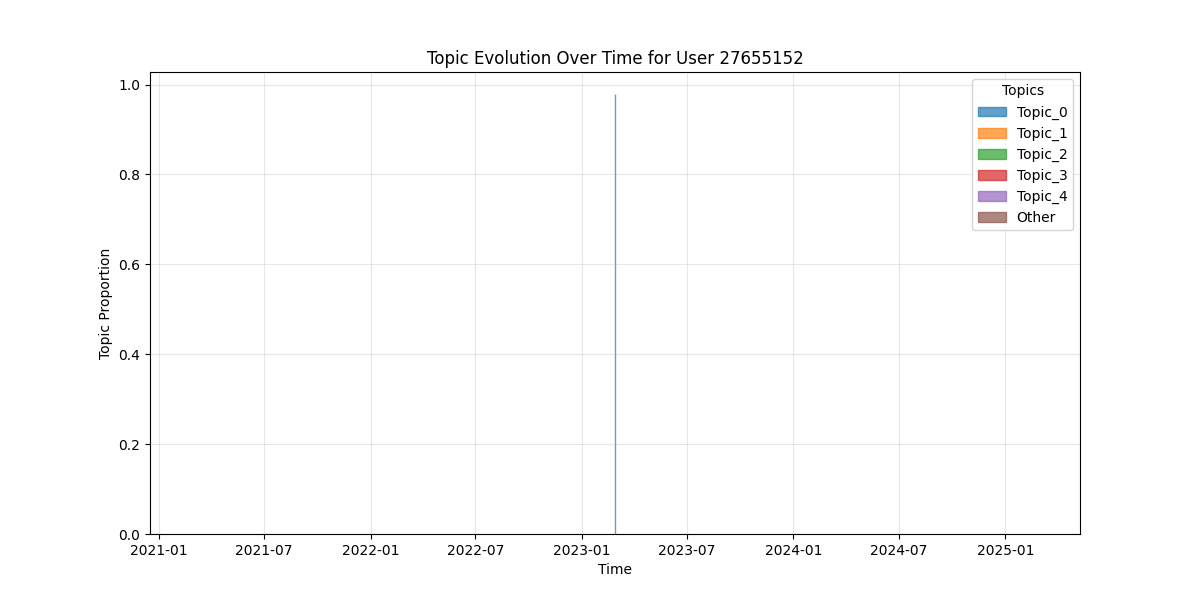 Topic Evolution Over Time for User 27655152
Topics
Topic_0
Topic_1
Topic_2
Topic_3
Topic_4
Other
Topic Proportion
1.0
0.8
0.6
0.4
0.2
0.0
2021-01 2021-07 2022-01 2022-07 2023-01 2023-07 2024-01 2024-07 2025-01
Time